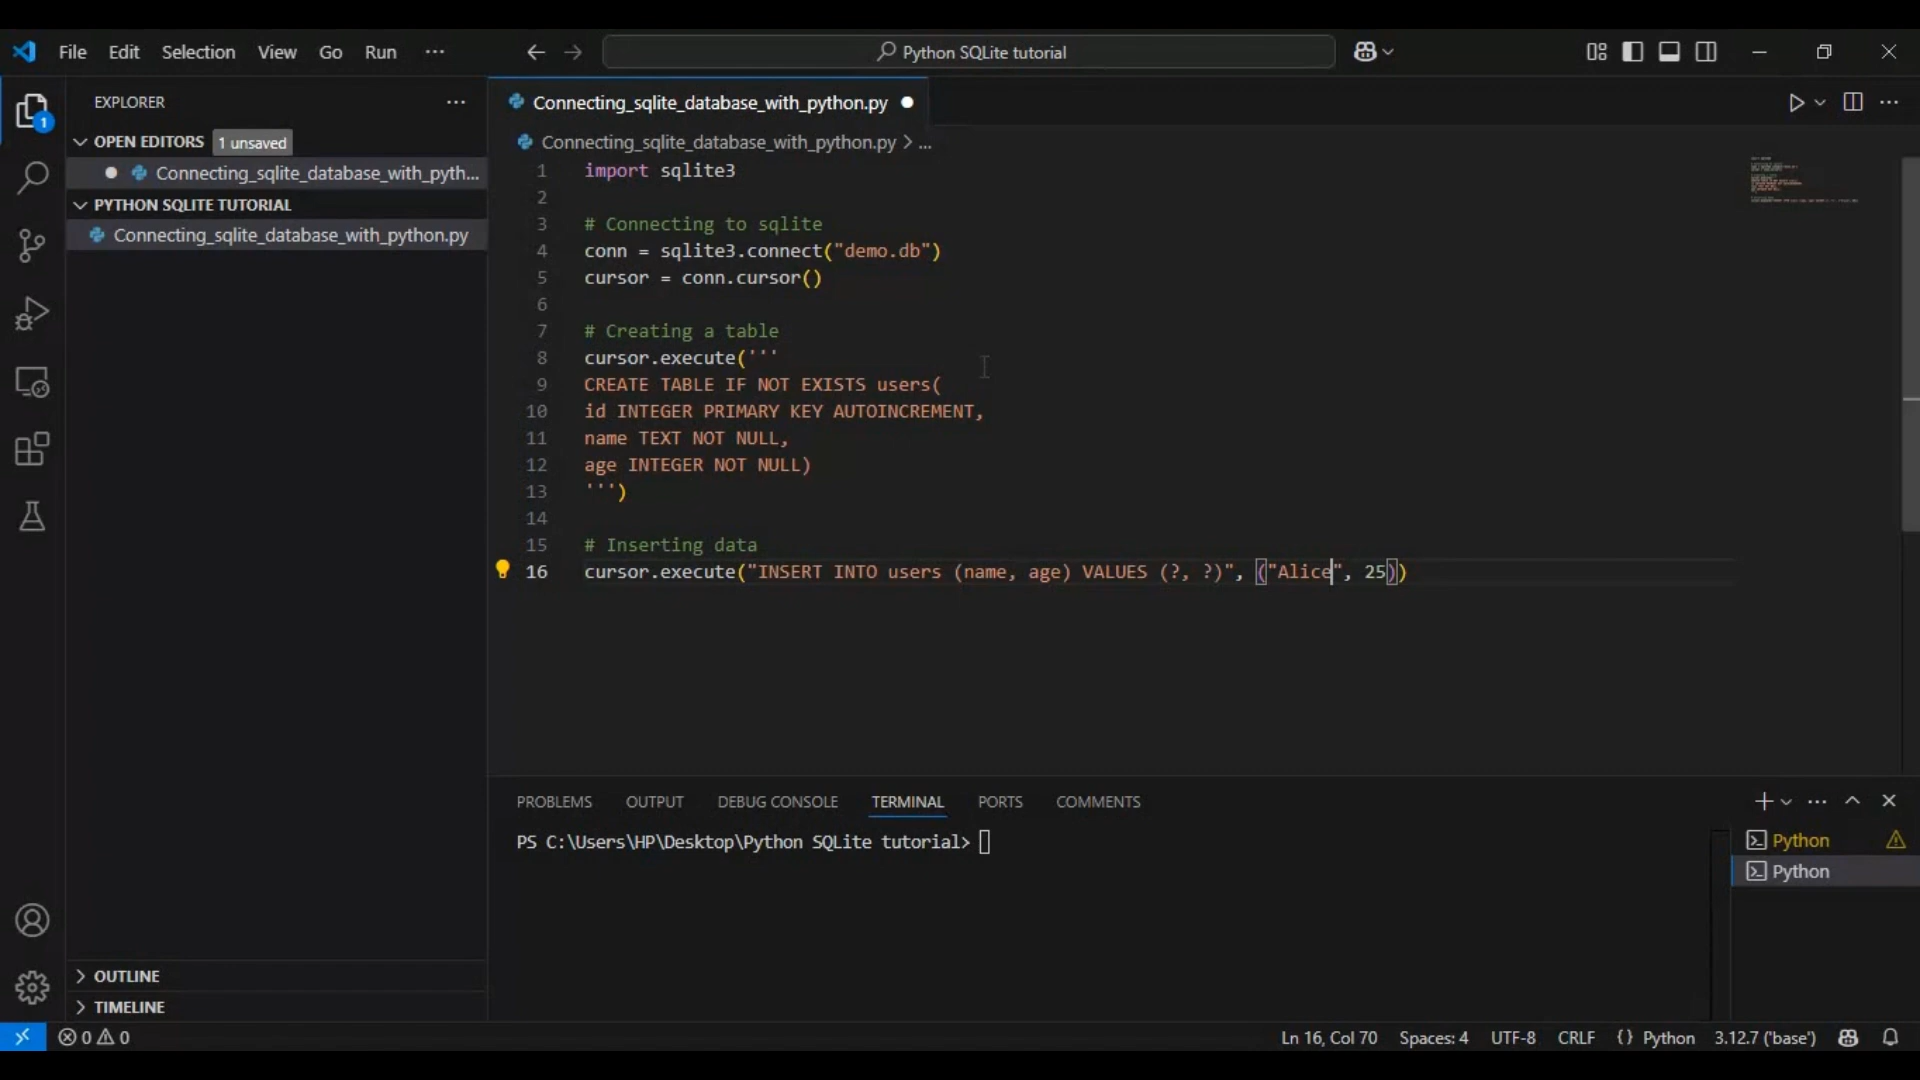 File Edit Selection View Go Run ...
Python SQLite tutorial
EXPLORER
OPEN EDITORS 1 unsaved
Connecting_sqlite_database_with_pyth...
PYTHON SQLITE TUTORIAL
Connecting_sqlite_database_with_python.py
OUTLINE
TIMELINE
1
Connecting_sqlite_database_with_python.py
Connecting_sqlite_database_with_python.py > ...
1 import sqlite3
2
3 # Connecting to sqlite
4 conn = sqlite3.connect("demo.db")
5 cursor = conn.cursor()
6
7 # Creating a table
8 cursor.execute('''
9 CREATE TABLE IF NOT EXISTS users(
10 id INTEGER PRIMARY KEY AUTOINCREMENT,
11 name TEXT NOT NULL,
12 age INTEGER NOT NULL)
13 ''')
14
15 # Inserting data
16 cursor.execute("INSERT INTO users (name, age) VALUES (?, ?)", ("Alice", 25))
PROBLEMS OUTPUT DEBUG CONSOLE TERMINAL PORTS COMMENTS
PS C:\Users\HP\Desktop\Python SQLite tutorial>
Python
Python
0 0
Ln 16, Col 70 Spaces: 4 UTF-8 CRLF {} Python 3.12.7 ('base')